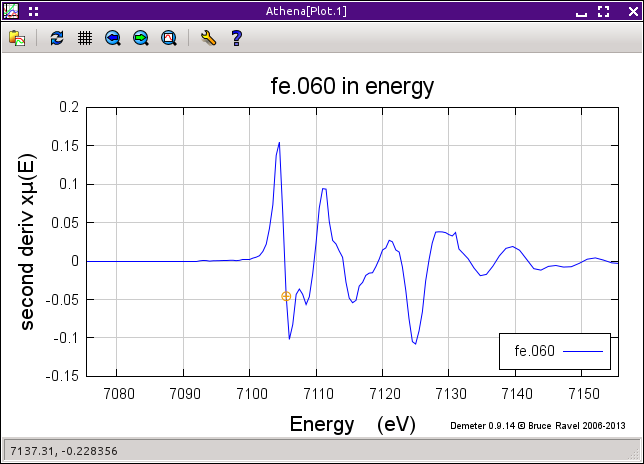 Athena[Plot.1]
fe.060 in energy
second deriv xμ(E)
0.2
0.15
0.1
0.05
0
-0.05
-0.1
-0.15
fe.060
7080 7090 7100 7110 7120 7130 7140 7150
Energy (eV)
Demeter 0.9.14 © Bruce Ravel 2006-2013
7137.31, -0.228356